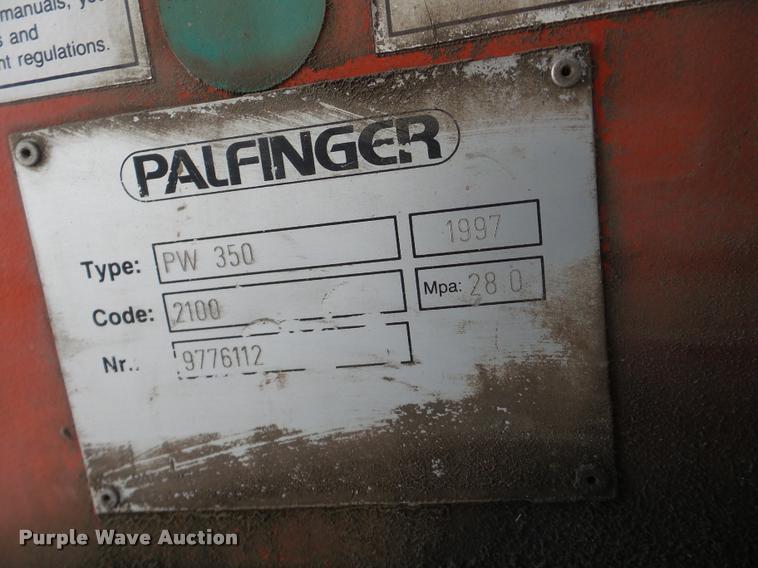 manuals, yo
s and
nt regulations.
PALFINGER
Type: PW 350 1997
Code: 2100 Mpa: 28.0
Nr.: 9776112
Purple Wave Auction